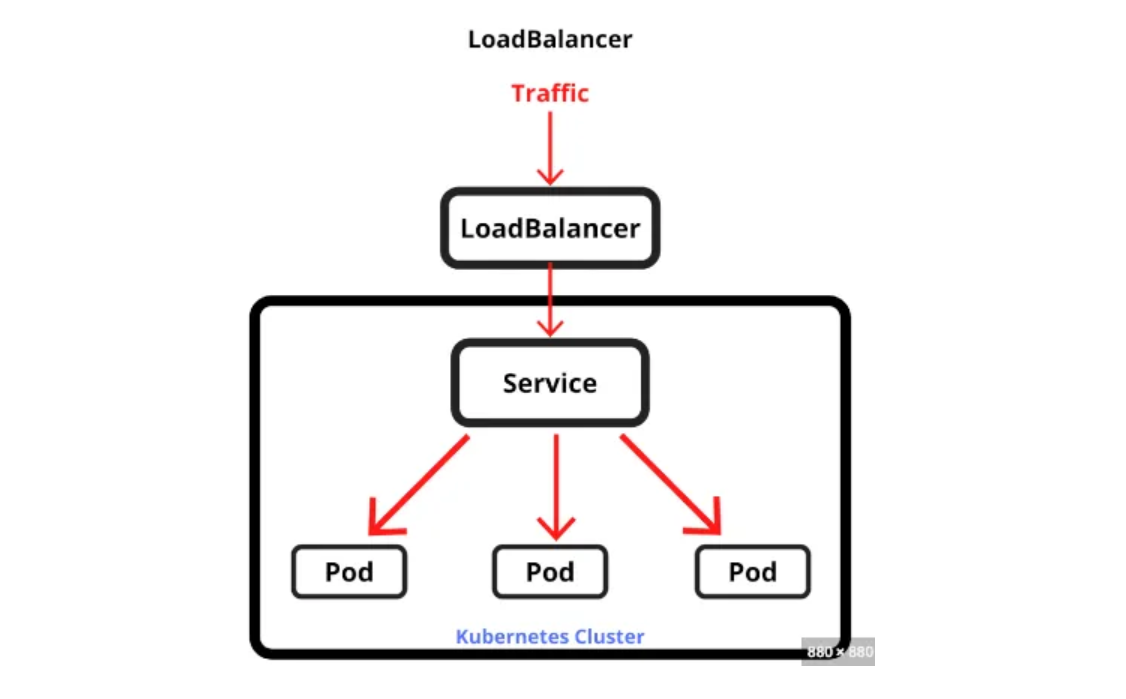 LoadBalancer
Traffic
LoadBalancer
Service
Pod Pod Pod
Kubernetes Cluster
880 × 880